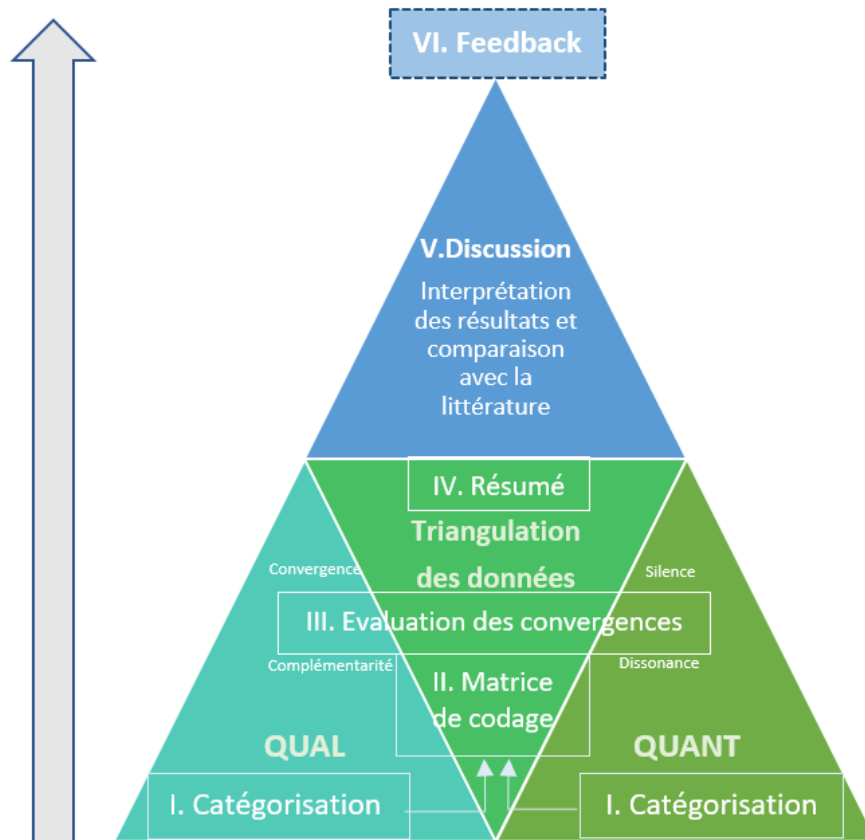 VI. Feedback
V.Discussion
Interprétation
des résultats et
comparaison
avec la
littérature
IV. Résumé
Triangulation
des données
Convergence
Silence
III. Evaluation des convergences
Complémentarité
Dissonance
II. Matrice
de codage
QUAL
QUANT
I. Catégorisation
I. Catégorisation